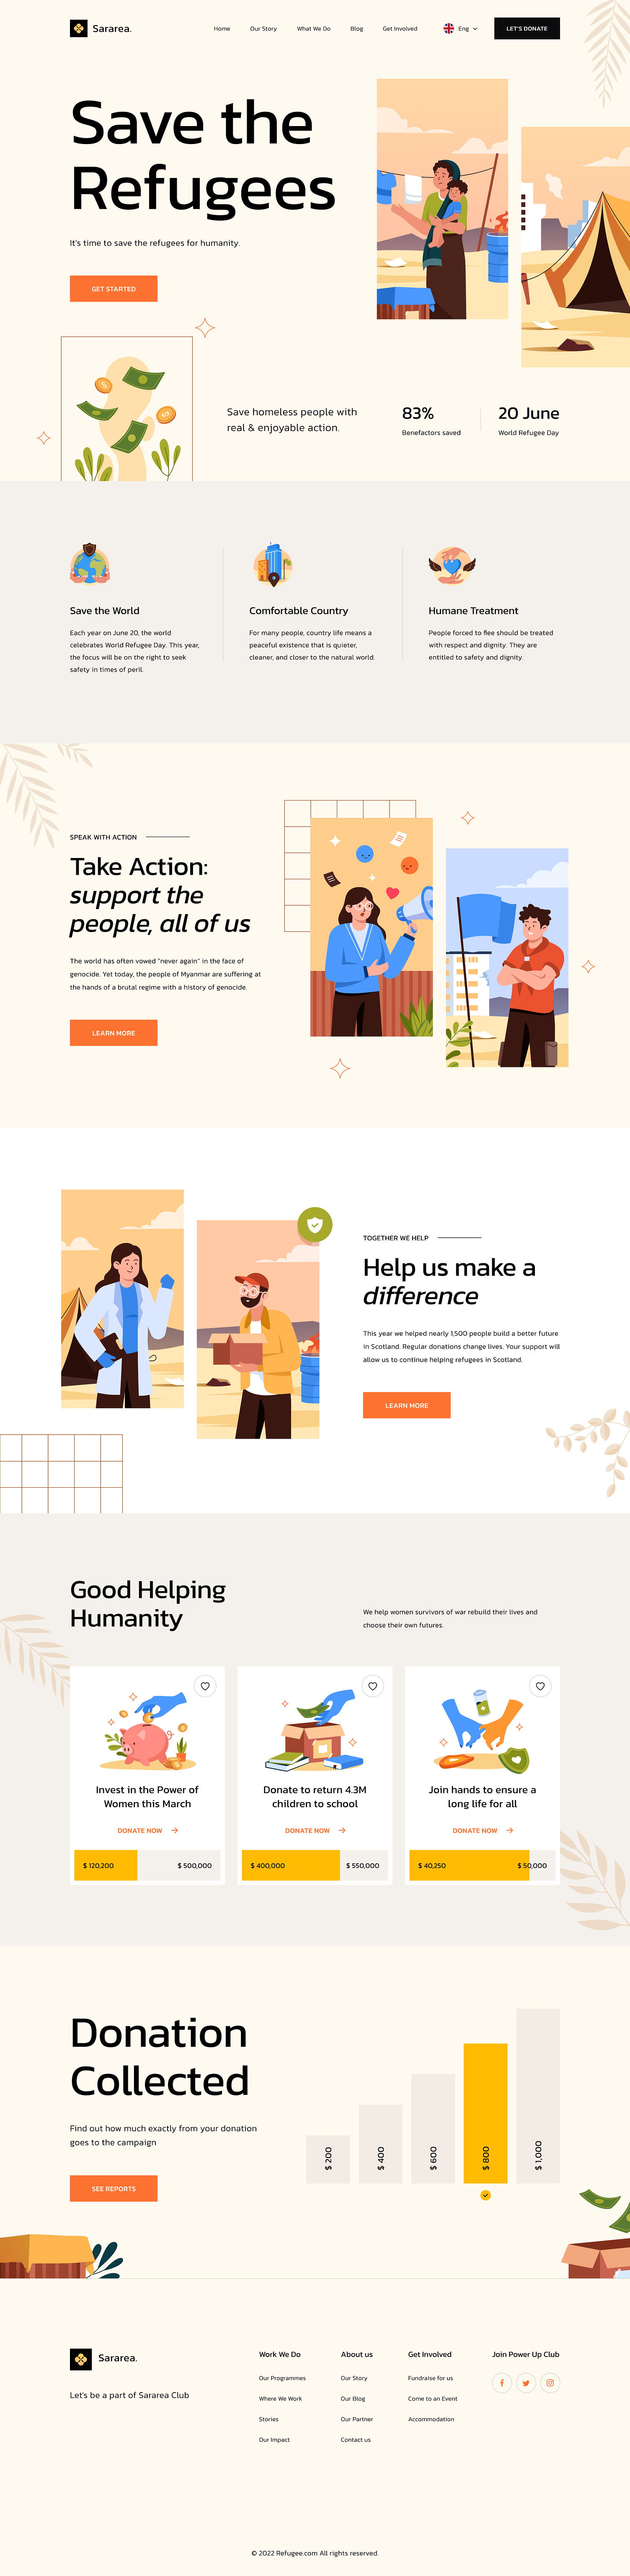 Sararea.
Home Our Story What We Do Blog Get Involved Eng LET'S DONATE
Save the
Refugees
It's time to save the refugees for humanity.
GET STARTED
Save homeless people with
real & enjoyable action.
83%
Benefactors saved
20 June
World Refugee Day
Save the World
Each year on June 20, the world
celebrates World Refugee Day. This year,
the focus will be on the right to seek
safety in times of peril.
Comfortable Country
For many people, country life means a
peaceful existence that is quieter,
cleaner, and closer to the natural world.
Humane Treatment
People forced to flee should be treated
with respect and dignity. They are
entitled to safety and dignity.
SPEAK WITH ACTION
Take Action:
support the
people, all of us
The world has often vowed "never again" in the face of
genocide. Yet today, the people of Myanmar are suffering at
the hands of a brutal regime with a history of genocide.
LEARN MORE
TOGETHER WE HELP
Help us make a
difference
This year we helped nearly 1,500 people build a better future
in Scotland. Regular donations change lives. Your support will
allow us to continue helping refugees in Scotland.
LEARN MORE
Good Helping
Humanity
We help women survivors of war rebuild their lives and
choose their own futures.
Invest in the Power of
Women this March
DONATE NOW
$ 120,200 $ 500,000
Donate to return 4.3M
children to school
DONATE NOW
$ 400,000 $ 550,000
Join hands to ensure a
long life for all
DONATE NOW
$ 40,250 $ 50,000
Donation
Collected
Find out how much exactly from your donation
goes to the campaign
SEE REPORTS
$ 200
$ 400
$ 600
$ 800
$ 1,000
Sararea.
Let's be a part of Sararea Club
Work We Do
Our Programmes
Where We Work
Stories
Our Impact
About us
Our Story
Our Blog
Our Partner
Contact us
Get Involved
Fundraise for us
Come to an Event
Accommodation
Join Power Up Club
© 2022 Refugee.com All rights reserved.